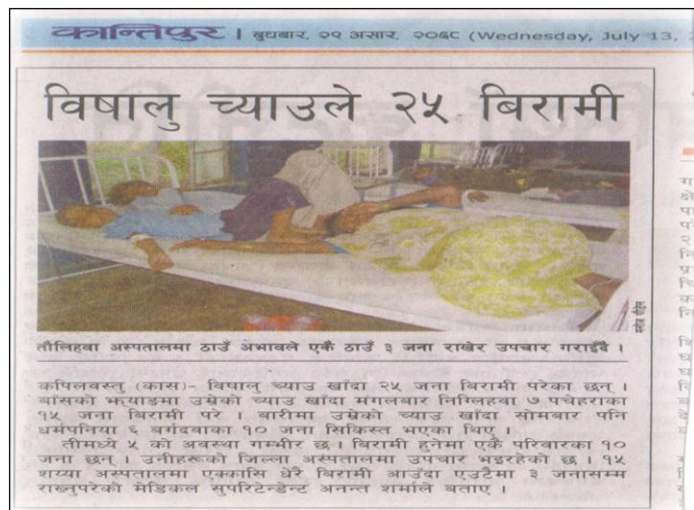 कान्तिपुर | बुधबार, २९ असार, २०६८ (Wednesday, July 13,
विषालु च्याउले २५ बिरामी
मनोज पौडेल
तौलिहवा अस्पतालमा ठाउँ अभावले एकै ठाउँ ३ जना राखेर उपचार गराइँदै ।
कपिलवस्तु (कास)- विषालु च्याउ खाँदा २५ जना बिरामी परेका छन् ।
बाँसको झ्याङमा उम्रेको च्याउ खाँदा मंगलबार निग्लिहवा ७ पचेहराका
१५ जना बिरामी परे । बारीमा उम्रेको च्याउ खाँदा सोमबार पनि
धर्मपनिया ६ बर्गदवाका १० जना सिकिस्त भएका थिए ।
तीमध्ये ५ को अवस्था गम्भीर छ । बिरामी हुनेमा एकै परिवारका १०
जना छन् । उनीहरूको जिल्ला अस्पतालमा उपचार भइरहेको छ । १५
शय्या अस्पतालमा एक्कासि धेरै बिरामी आउँदा एउटैमा ३ जनासम्म
राख्नुपरेको मेडिकल सुपरिटेन्डेन्ट अनन्त शर्माले बताए ।